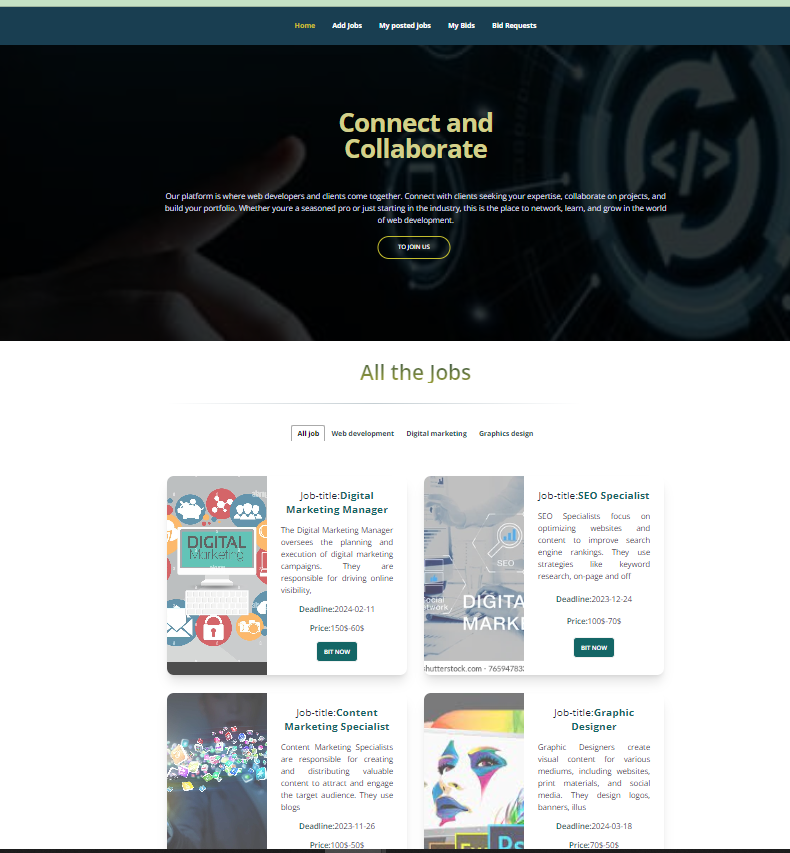 Home Add Jobs My posted jobs My Bids Bid Requests
Connect and
Collaborate
Our platform is where web developers and clients come together. Connect with clients seeking your expertise, collaborate on projects, and
build your portfolio. Whether youre a seasoned pro or just starting in the industry, this is the place to network, learn, and grow in the world
of web development.
TO JOIN US
All the Jobs
All job Web development Digital marketing Graphics design
DIGITAL
Marketing
Job-title:Digital
Marketing Manager
The Digital Marketing Manager
oversees the planning and
execution of digital marketing
campaigns. They are
responsible for driving online
visibility,
Deadline:2024-02-11
Price:150$-60$
BIT NOW
SEO
Social
network
DIGITA
MARKE
shutterstock.com · 76594783
Job-title:SEO Specialist
SEO Specialists focus on
optimizing websites and
content to improve search
engine rankings. They use
strategies like keyword
research, on-page and off
Deadline:2023-12-24
Price:100$-70$
BIT NOW
Job-title:Content
Marketing Specialist
Content Marketing Specialists
are responsible for creating
and distributing valuable
content to attract and engage
the target audience. They use
blogs
Deadline:2023-11-26
Price:100$-50$
Ps
Job-title:Graphic
Designer
Graphic Designers create
visual content for various
mediums, including websites,
print materials, and social
media. They design logos,
banners, illus
Deadline:2024-03-18
Price:70$-50$